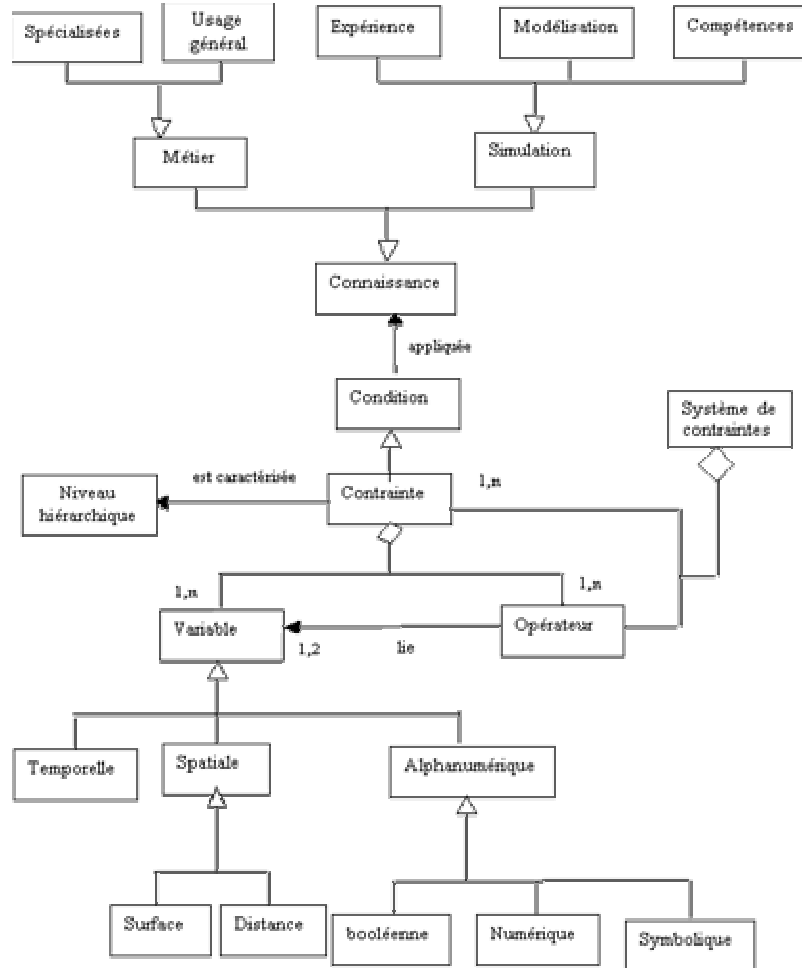 Spécialisées
Usage
général
Expérience
Modélisation
Compétences
Métier
Simulation
Connaissance
appliquée
Condition
Système de
contraintes
est caractérisée
Niveau
hiérarchique
Contrainte
1,n
1,n
1,n
Variable
Opérateur
1,2
lie
Temporelle
Spatiale
Alphanumérique
Surface
Distance
booléenne
Numérique
Symbolique